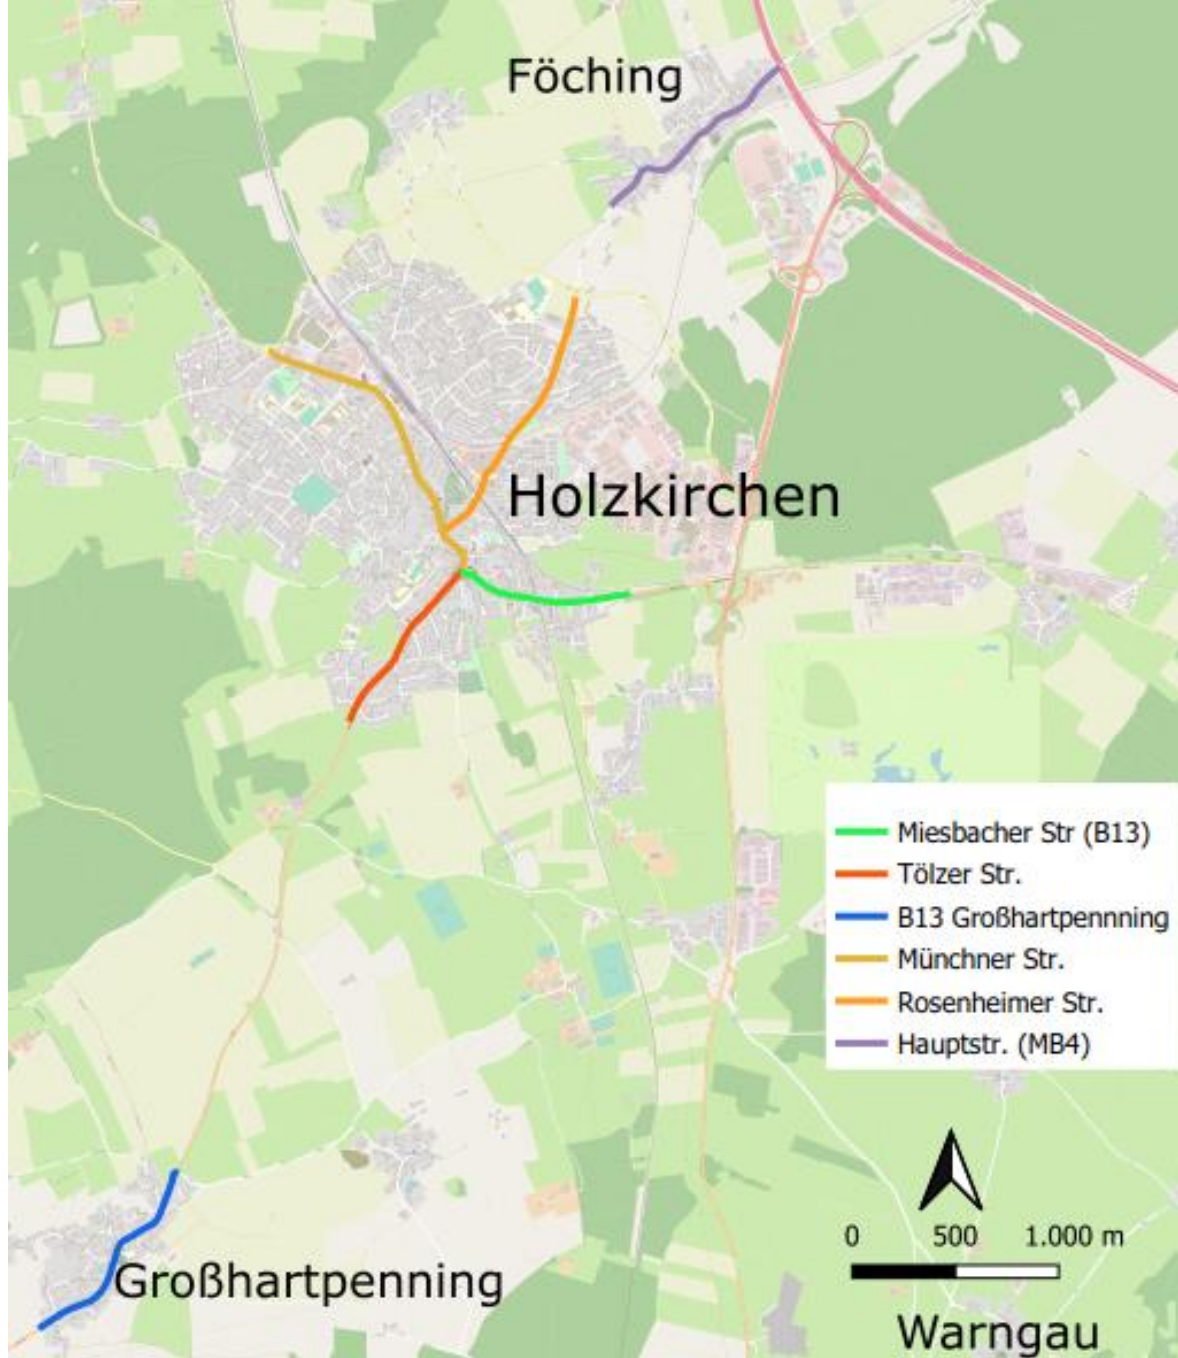 Föching
Holzkirchen
Miesbacher Str (B13)
Tölzer Str.
B13 Großhartpennning
Münchner Str.
Rosenheimer Str.
Hauptstr. (MB4)
0 500 1.000 m
Großhartpenning
Warngau